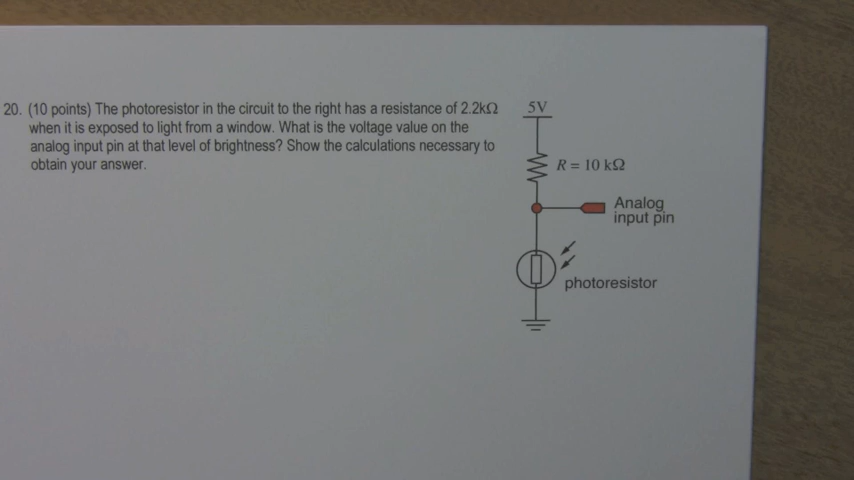 20. (10 points) The photoresistor in the circuit to the right has a resistance of 2.2kΩ
when it is exposed to light from a window. What is the voltage value on the
analog input pin at that level of brightness? Show the calculations necessary to
obtain your answer.
5V
R = 10 kΩ
Analog
input pin
photoresistor